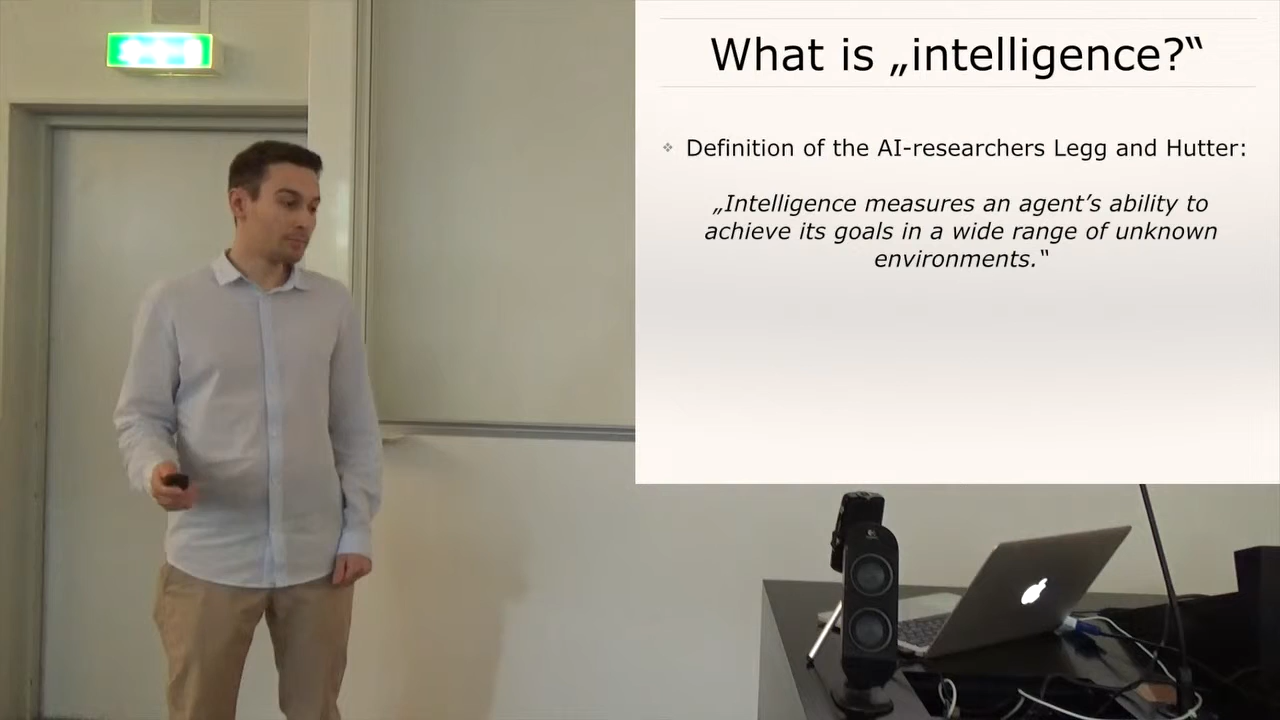 What is „intelligence?“
❖ Definition of the AI-researchers Legg and Hutter:
„Intelligence measures an agent’s ability to
achieve its goals in a wide range of unknown
environments.“